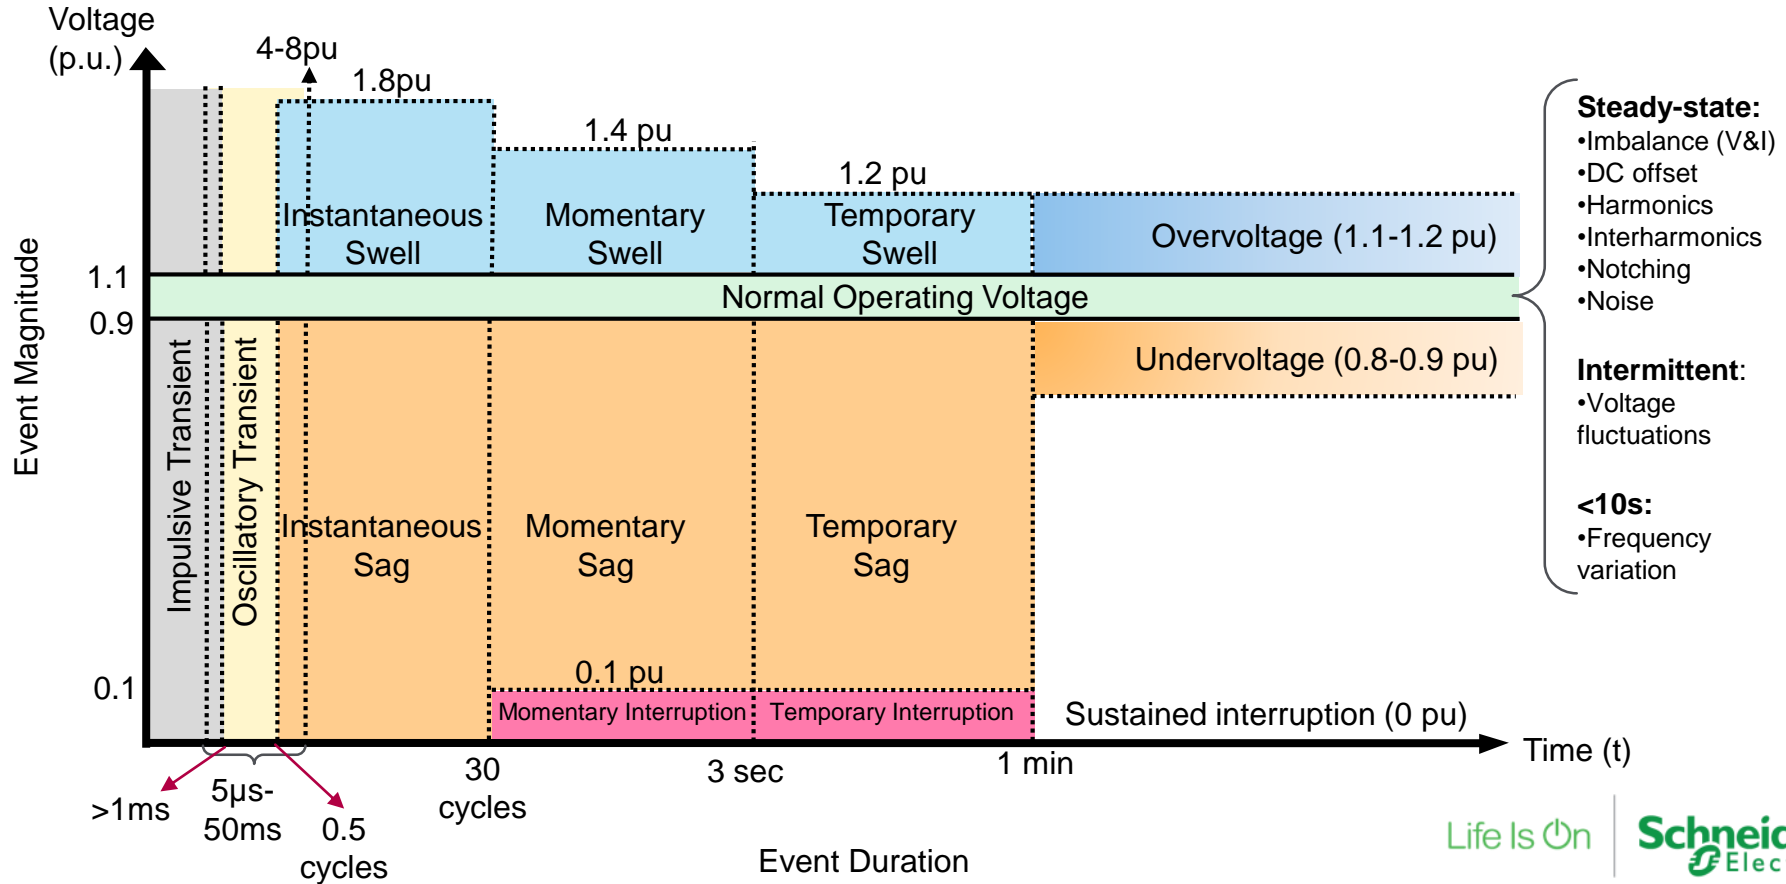 Voltage
(p.u.)
4-8pu
1.8pu
1.4 pu
1.2 pu
Instantaneous
Swell
Momentary
Swell
Temporary
Swell
Overvoltage (1.1-1.2 pu)
1.1
Normal Operating Voltage
0.9
Undervoltage (0.8-0.9 pu)
Event Magnitude
Impulsive Transient
Oscillatory Transient
Instantaneous
Sag
Momentary
Sag
Temporary
Sag
0.1 pu
0.1
Momentary Interruption
Temporary Interruption
Sustained interruption (0 pu)
Time (t)
>1ms
5µs-
50ms
0.5
cycles
30
cycles
3 sec
1 min
Event Duration
Steady-state:
•Imbalance (V&I)
•DC offset
•Harmonics
•Interharmonics
•Notching
•Noise
Intermittent:
•Voltage
fluctuations
<10s:
•Frequency
variation
Life Is On
Schneid
Elec